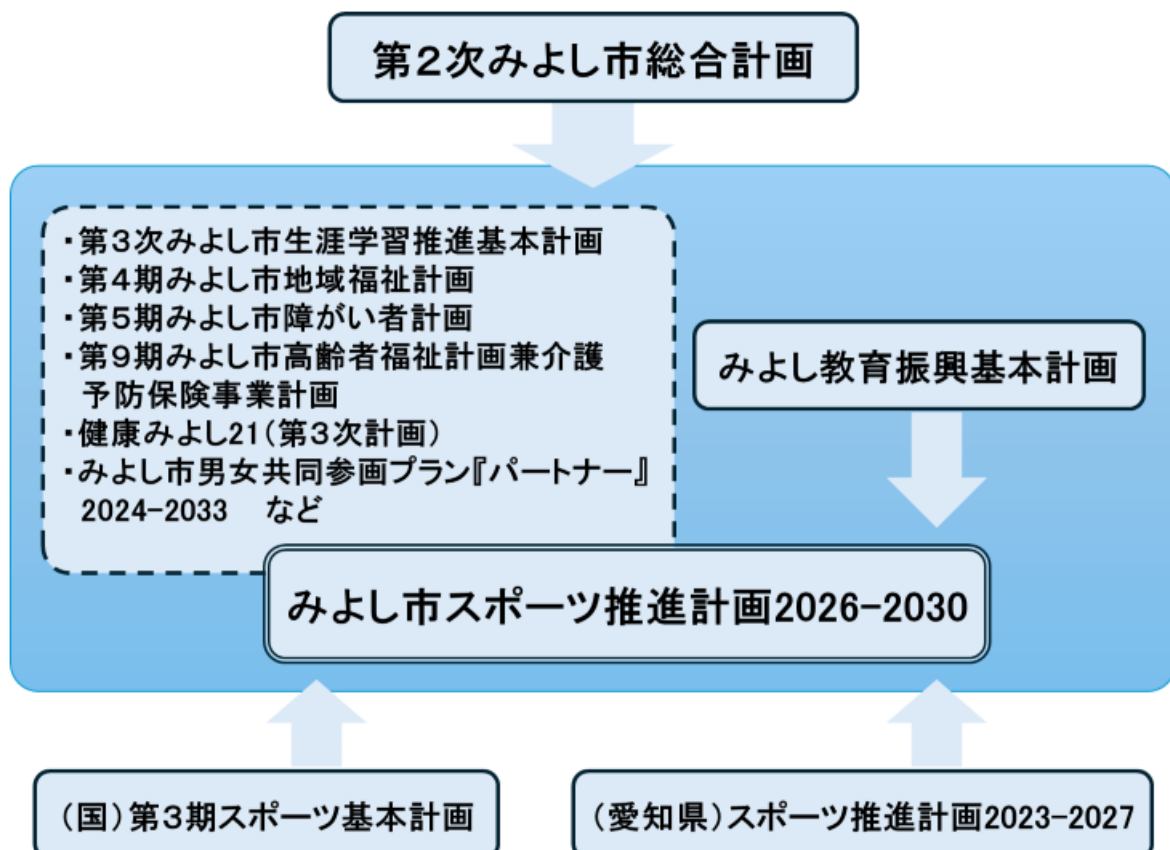 第２次みよし市総合計画
・第３次みよし市生涯学習推進基本計画
・第４期みよし市地域福祉計画
・第５期みよし市障がい者計画
・第９期みよし市高齢者福祉計画兼介護
予防保険事業計画
・健康みよし21（第３次計画）
・みよし市男女共同参画プラン『パートナー』
2024-2033　など
みよし教育振興基本計画
みよし市スポーツ推進計画2026-2030
（国）第３期スポーツ基本計画
（愛知県）スポーツ推進計画2023-2027